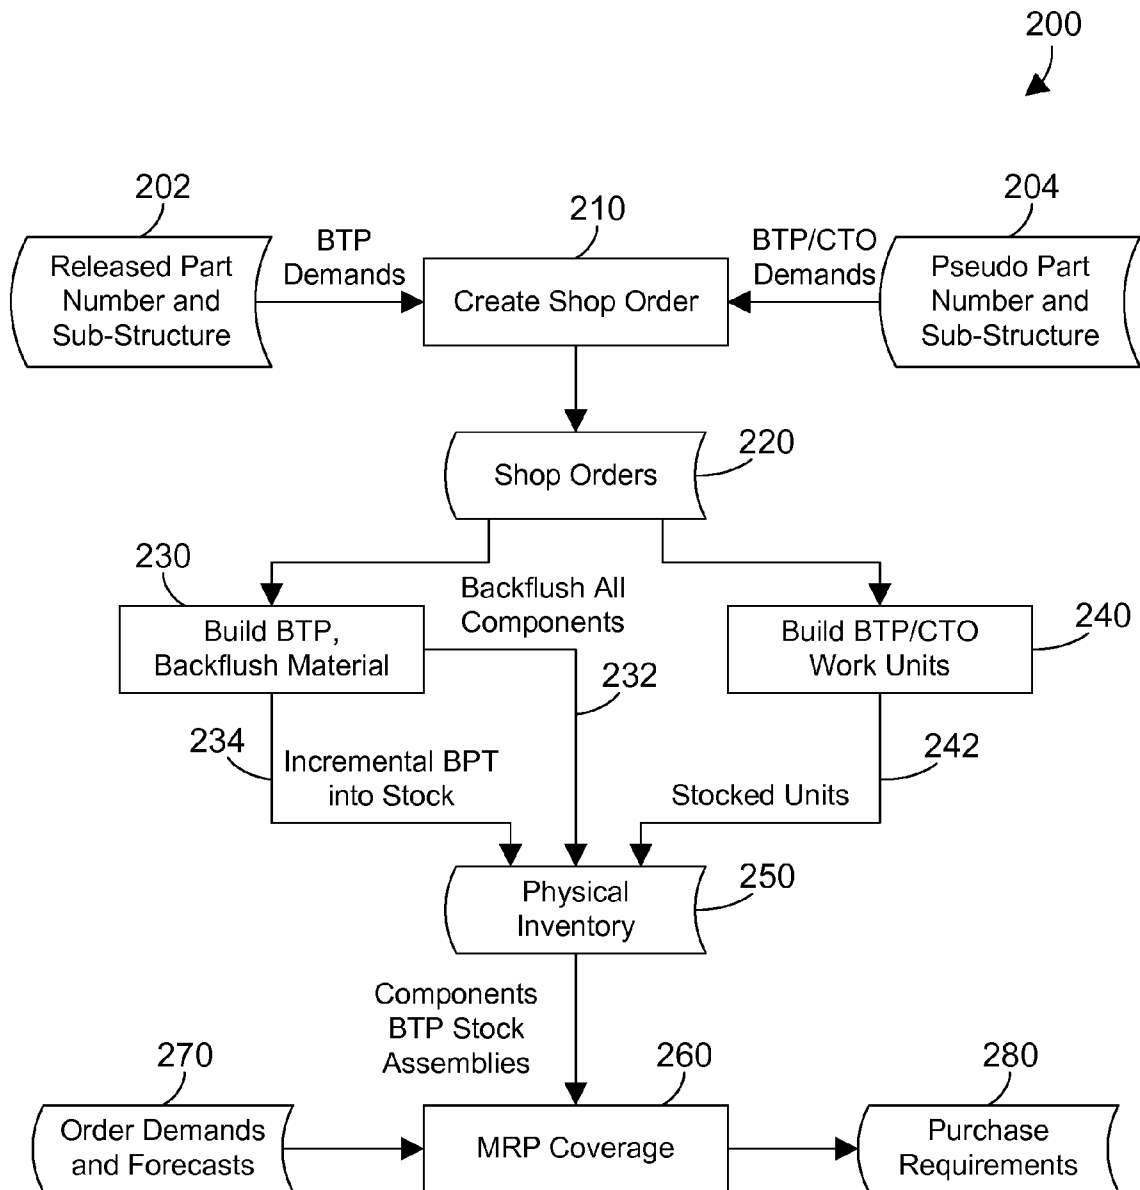 200
202
210
204
BTP
Demands
BTP/CTO
Demands
Released Part
Number and
Sub-Structure
Create Shop Order
Pseudo Part
Number and
Sub-Structure
220
Shop Orders
230
Backflush All
Components
240
Build BTP,
Backflush Material
Build BTP/CTO
Work Units
232
234
242
Incremental BPT
into Stock
Stocked Units
250
Physical
Inventory
Components
BTP Stock
Assemblies
270
260
280
Order Demands
and Forecasts
MRP Coverage
Purchase
Requirements